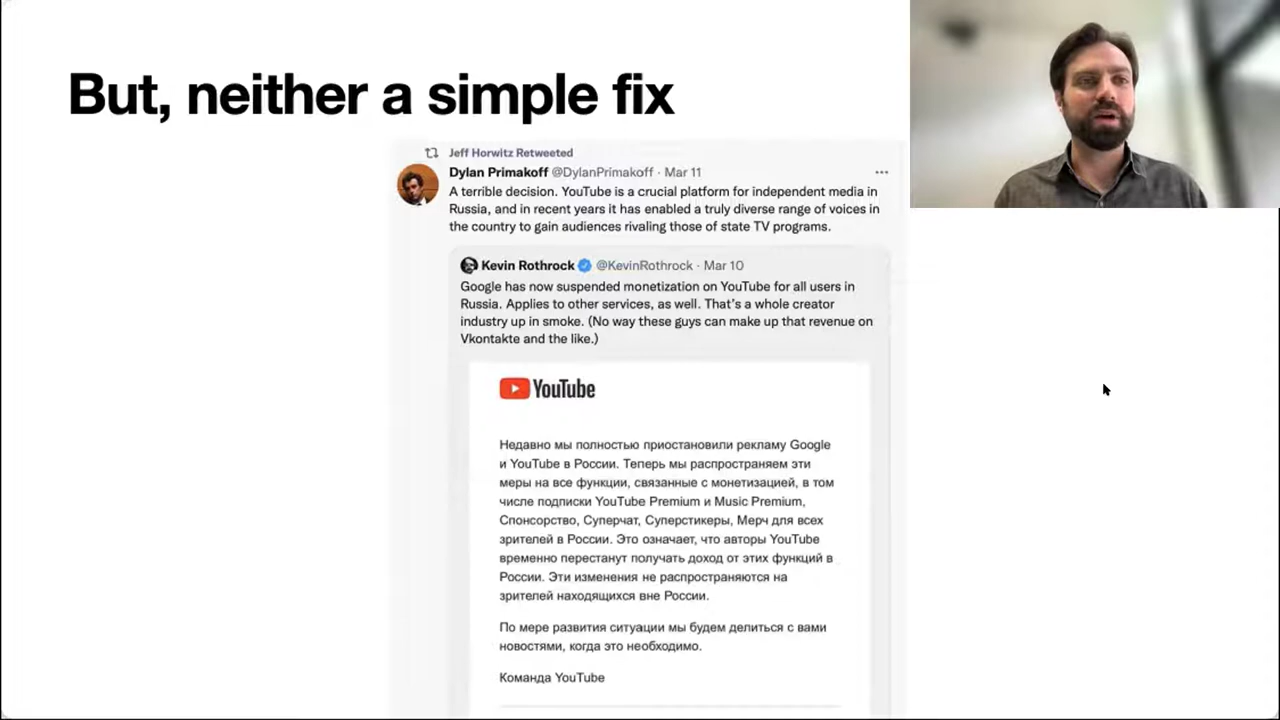 But, neither a simple fix
Jeff Horwitz Retweeted
Dylan Primakoff @DylanPrimakoff · Mar 11
A terrible decision. YouTube is a crucial platform for independent media in
Russia, and in recent years it has enabled a truly diverse range of voices in
the country to gain audiences rivaling those of state TV programs.
Kevin Rothrock @KevinRothrock · Mar 10
Google has now suspended monetization on YouTube for all users in
Russia. Applies to other services, as well. That's a whole creator
industry up in smoke. (No way these guys can make up that revenue on
Vkontakte and the like.)
YouTube
Недавно мы полностью приостановили рекламу Google
и YouTube в России. Теперь мы распространяем эти
меры на все функции, связанные с монетизацией, в том
числе подписки YouTube Premium и Music Premium,
Спонсорство, Суперчат, Суперстикеры, Мерч для всех
зрителей в России. Это означает, что авторы YouTube
временно перестанут получать доход от этих функций в
России. Эти изменения не распространяются на
зрителей находящихся вне России.
По мере развития ситуации мы будем делиться с вами
новостями, когда это необходимо.
Команда YouTube